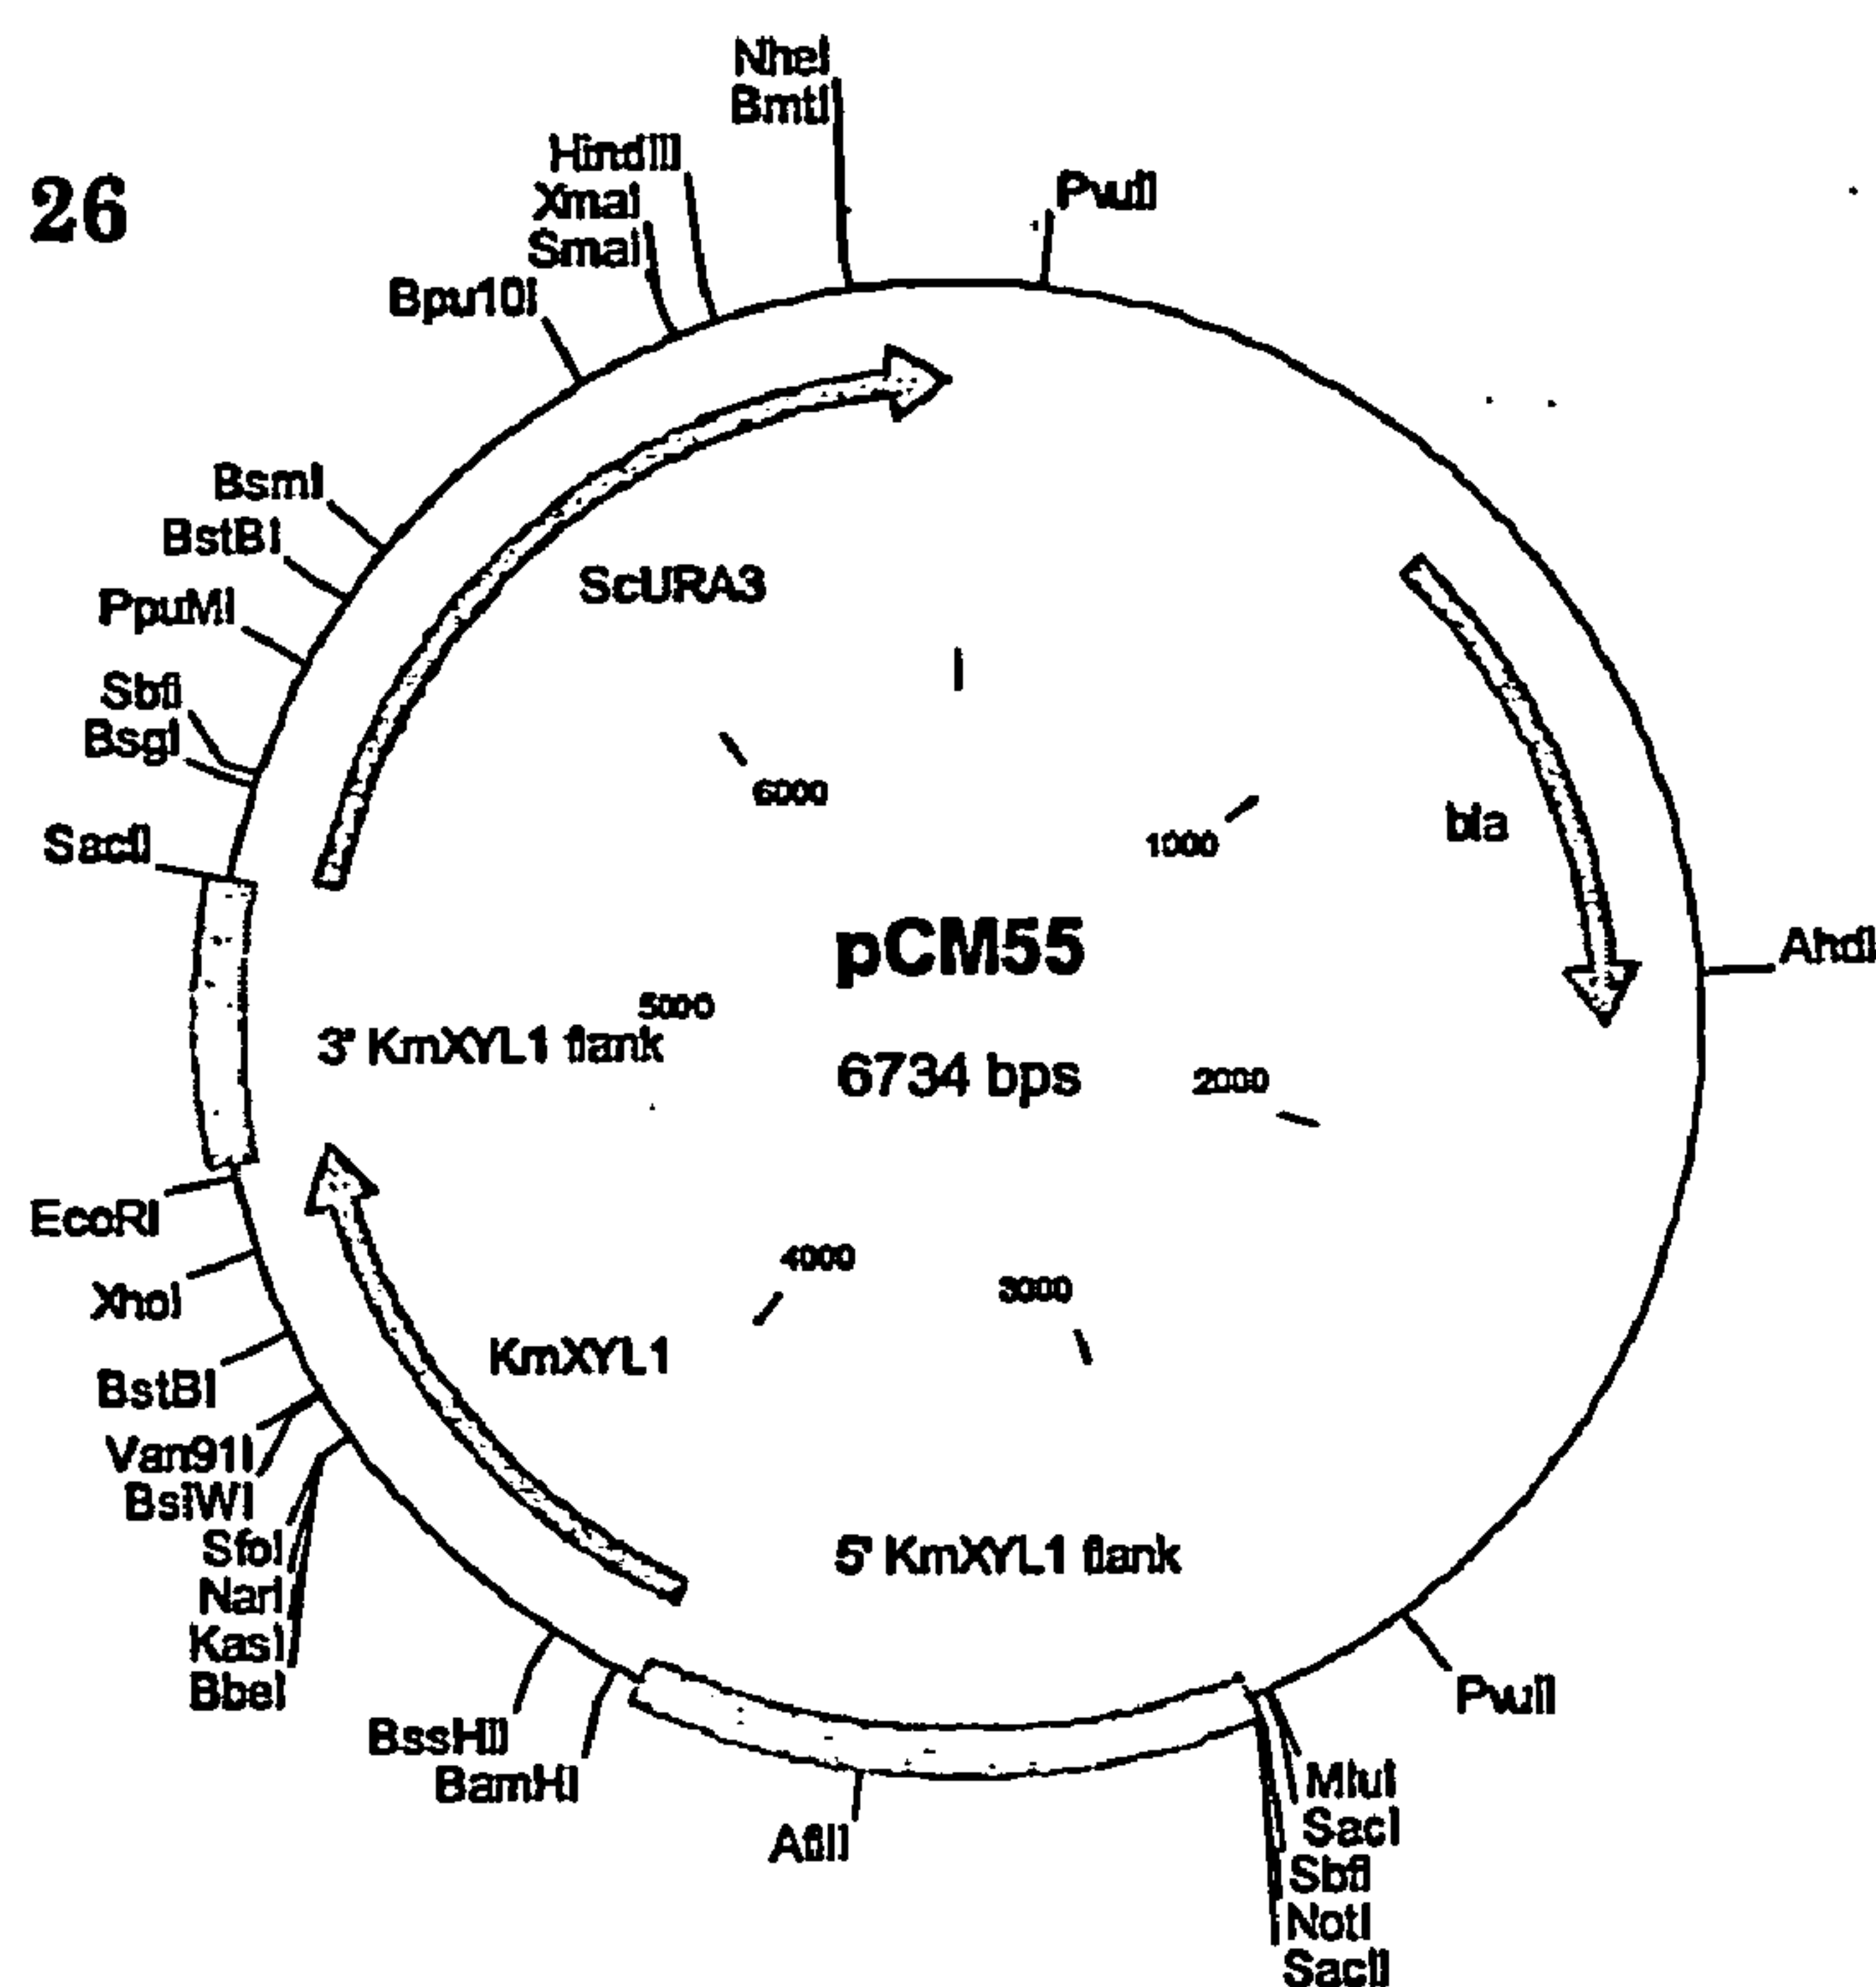 26
NheI
BmtI
HindIII
XmaI
SmaI
Bpu10I
PvuII
BsmI
BstBI
PpuMI
SbfI
BsgI
SacII
ScURA3
6000
1000
bla
AhdI
pCM55
5000
3' KmXYL1 flank
6734 bps
2000
EcoRI
XhoI
BstBI
Van91I
BsiWI
SfoI
NarI
KasI
BbeI
4000
3000
KmXYL1
5' KmXYL1 flank
BssHII
BamHI
AflII
PvuII
MluI
SacI
SbfI
NotI
SacII